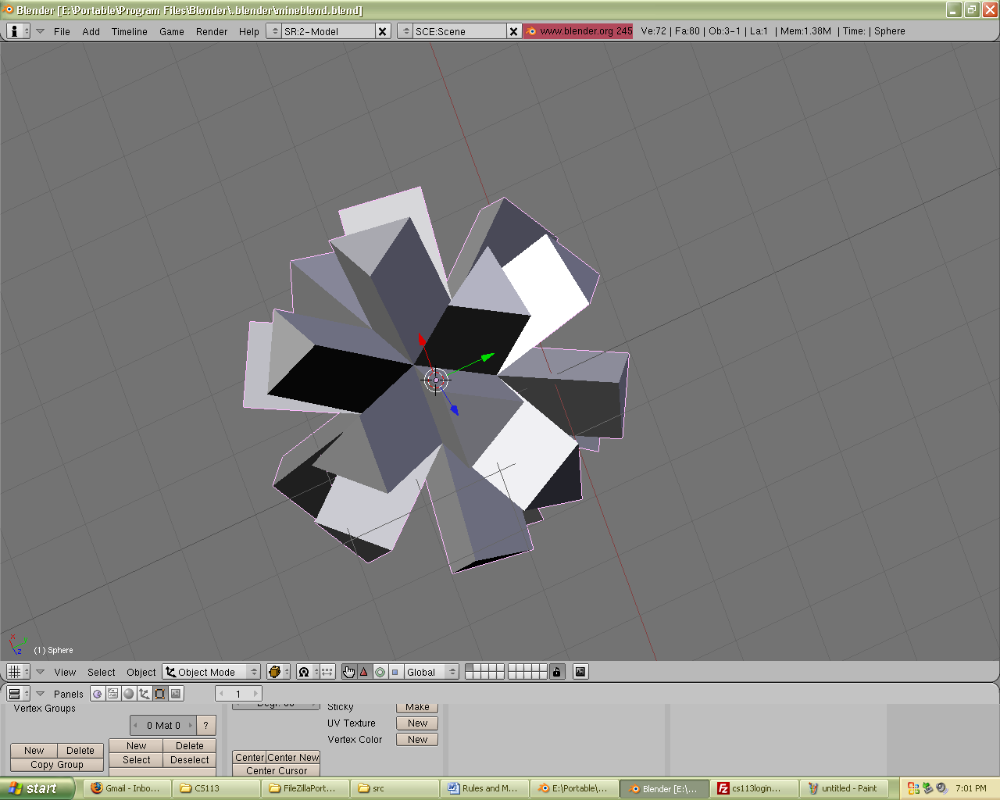 Blender [E:\Portable\Program Files\Blender\.blender\mineblend.blend]
File Add Timeline Game Render Help SR:2-Model SCE:Scene www.blender.org 245 Ve:72 | Fa:80 | Ob:3-1 | La:1 | Mem:1.38M | Time: | Sphere
x y z
(1) Sphere
View Select Object Object Mode Global
Panels 1
Vertex Groups
0 Mat 0 ?
New Delete
Copy Group
New Delete
Select Deselect
Center Center New
Center Cursor
Sticky Make
UV Texture New
Vertex Color New
start Gmail - Inbo... CS113 FileZillaPort... src Rules and M... E:\Portable\... Blender [E:\... cs113login... untitled - Paint 7:01 PM